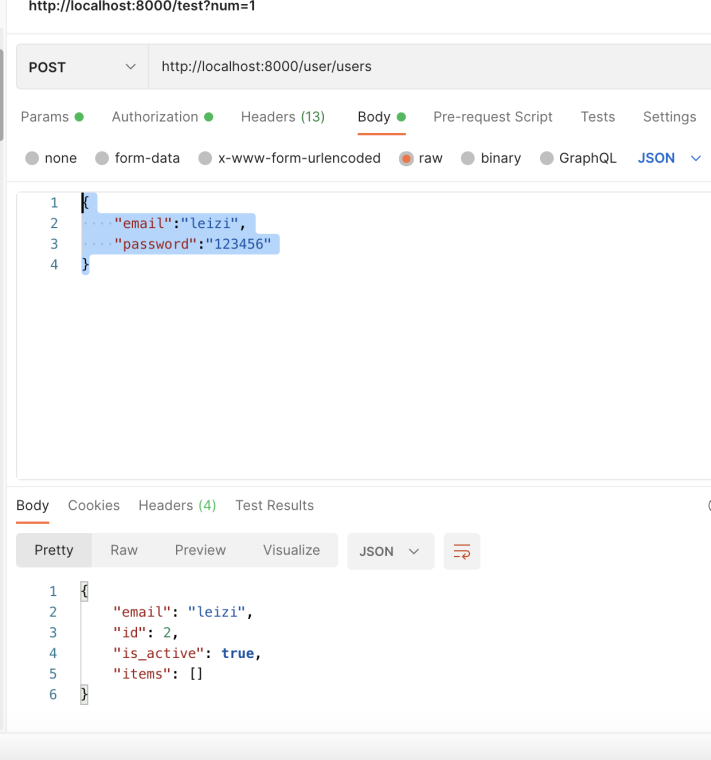 http://localhost:8000/test?num=1
POST http://localhost:8000/user/users
Params Authorization Headers (13) Body Pre-request Script Tests Settings
none form-data x-www-form-urlencoded raw binary GraphQL JSON
1 {
2 ····"email":"leizi",
3 ····"password":"123456"
4 }
Body Cookies Headers (4) Test Results
Pretty Raw Preview Visualize JSON
1 {
2 "email": "leizi",
3 "id": 2,
4 "is_active": true,
5 "items": []
6 }